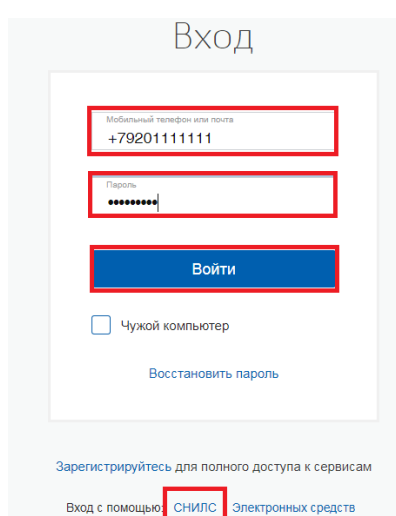 Вход
Мобильный телефон или почта
+79201111111
Пароль
•••••••••
Войти
Чужой компьютер
Восстановить пароль
Зарегистрируйтесь для полного доступа к сервисам
Вход с помощью: СНИЛС Электронных средств